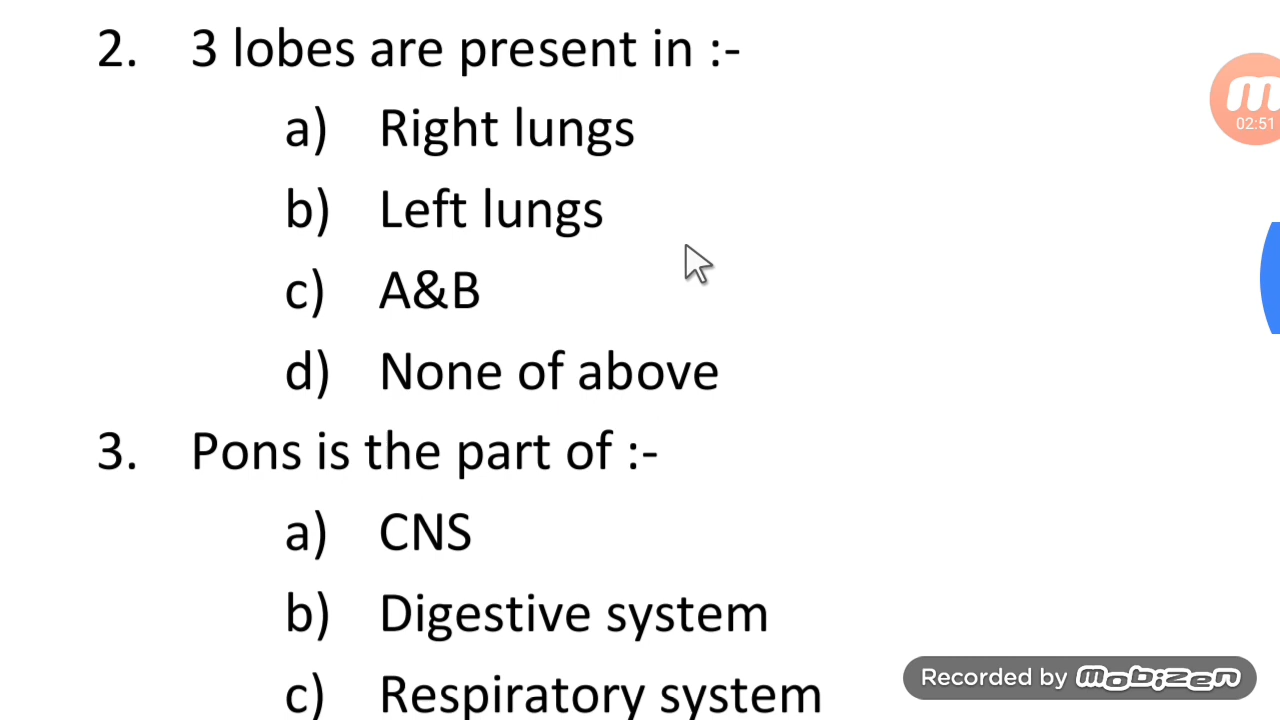 2. 3 lobes are present in :-
a) Right lungs
b) Left lungs
c) A&B
d) None of above
3. Pons is the part of :-
a) CNS
b) Digestive system
c) Respiratory system
m
02:51
Recorded by mobizen